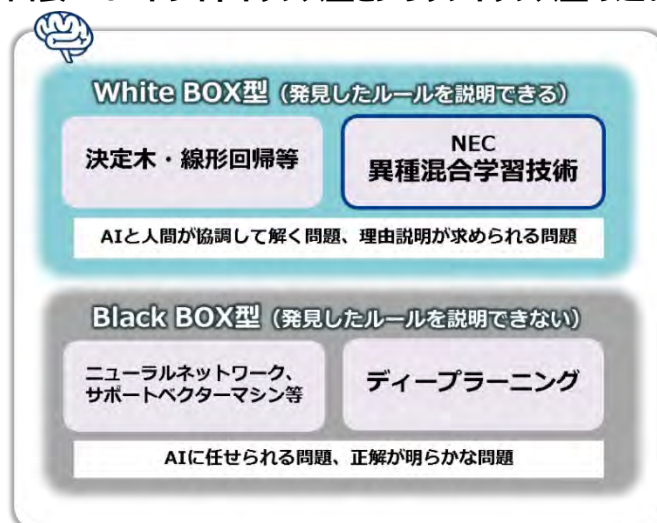 White BOX型（発見したルールを説明できる）
決定木・線形回帰等
NEC
異種混合学習技術
AIと人間が協調して解く問題、理由説明が求められる問題
Black BOX型（発見したルールを説明できない）
ニューラルネットワーク、
サポートベクターマシン等
ディープラーニング
AIに任せられる問題、正解が明らかな問題